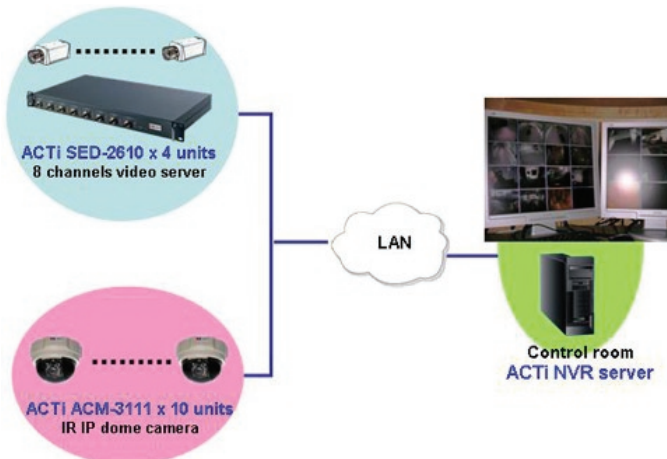 ACTi SED-2610 x 4 units
8 channels video server
LAN
Control room
ACTi NVR server
ACTi ACM-3111 x 10 units
IR IP dome camera